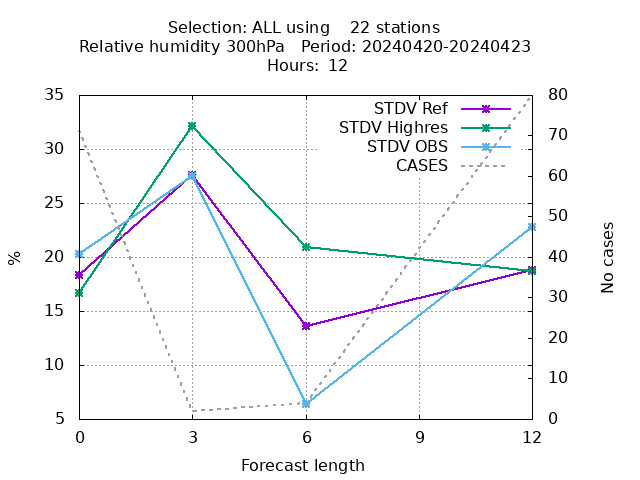 Selection: ALL using    22 stations
Relative humidity 300hPa   Period: 20240420-20240423
Hours: 12
STDV Ref
STDV Highres
STDV OBS
CASES
35
30
25
20
15
10
5
%
80
70
60
50
40
30
20
10
0
No cases
0 3 6 9 12
Forecast length